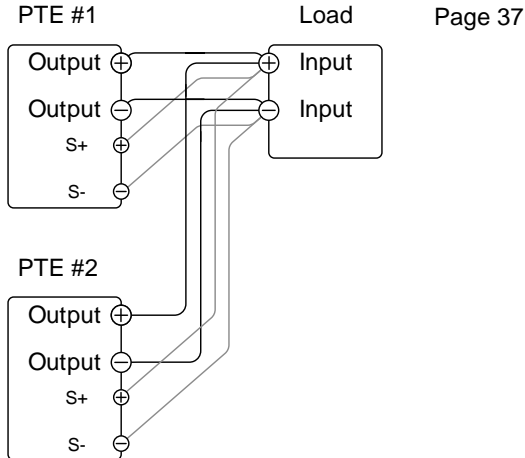 PTE #1
Load
Page 37
Output +
Output −
S+ +
S- −
+ Input
− Input
PTE #2
Output +
Output −
S+ +
S- −